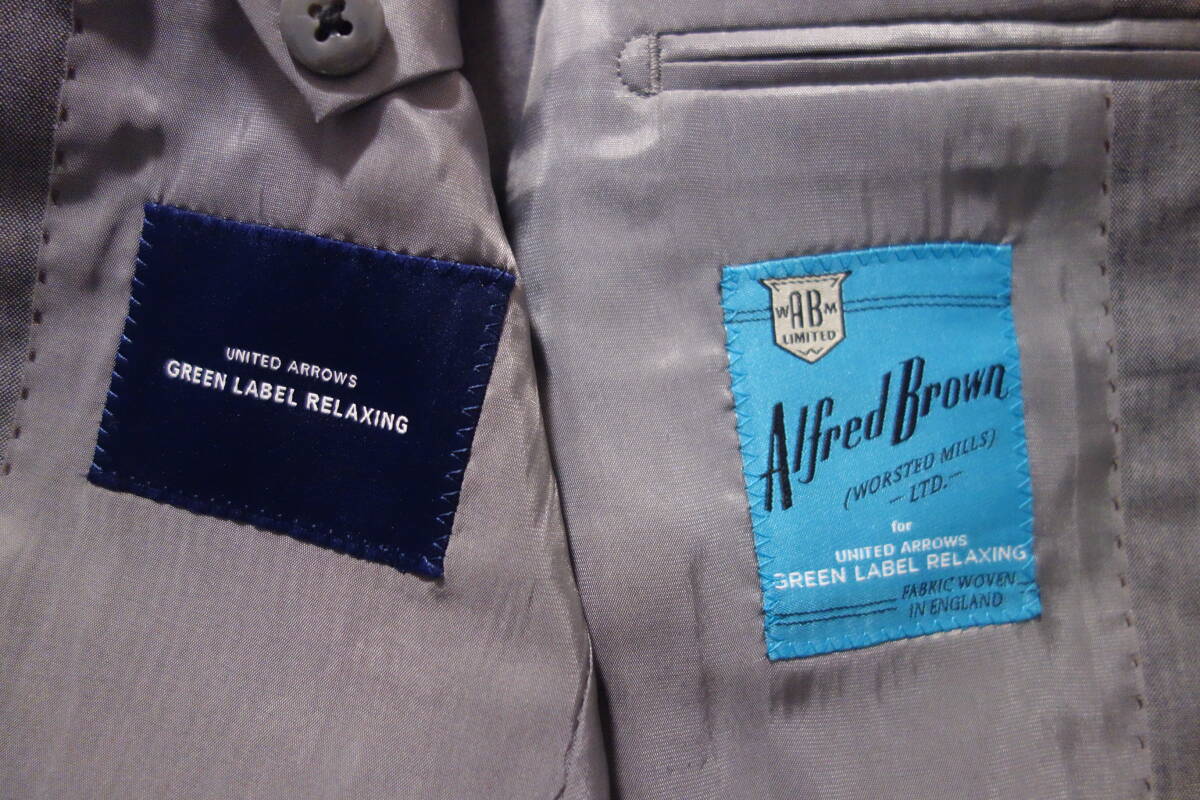 UNITED ARROWS
GREEN LABEL RELAXING
W ABM M
LIMITED
Alfred Brown
(WORSTED MILLS)
— LTD. —
for
UNITED ARROWS
GREEN LABEL RELAXING
FABRIC WOVEN
IN ENGLAND